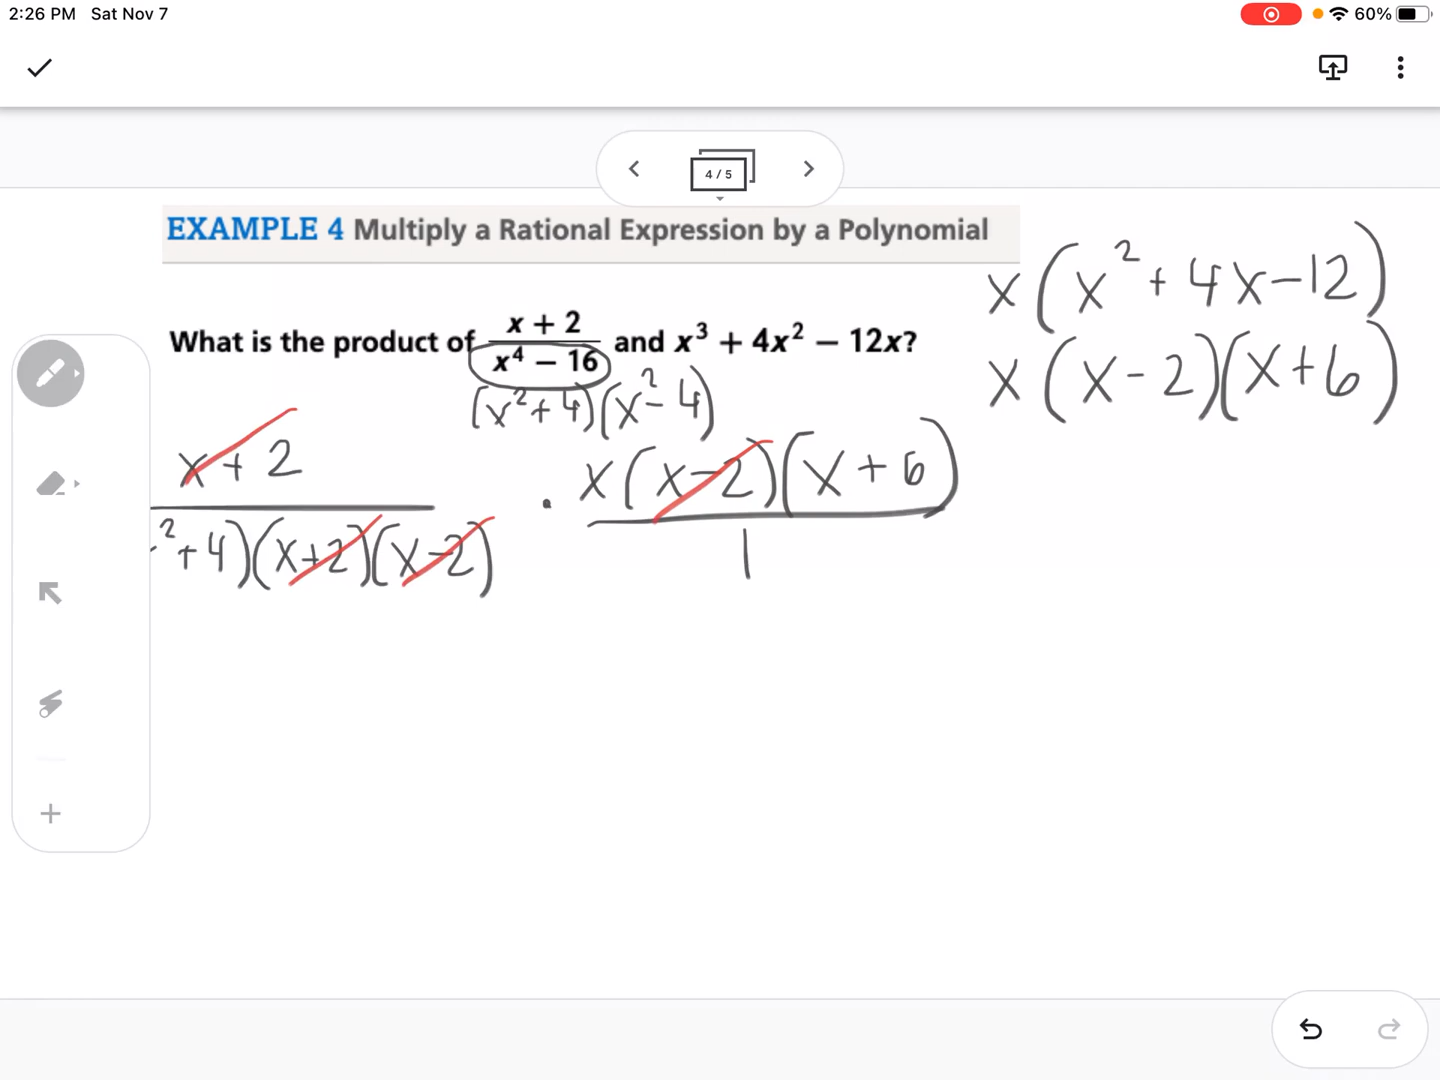 2:26 PM Sat Nov 7
60%
4 / 5
EXAMPLE 4 Multiply a Rational Expression by a Polynomial
What is the product of (x + 2)/(x⁴ − 16) and x³ + 4x² − 12x?
(x² + 4)(x² − 4)
x(x² + 4x − 12)
x(x − 2)(x + 6)
x + 2 · x(x − 2)(x + 6)
² + 4)(x + 2)(x − 2) 1